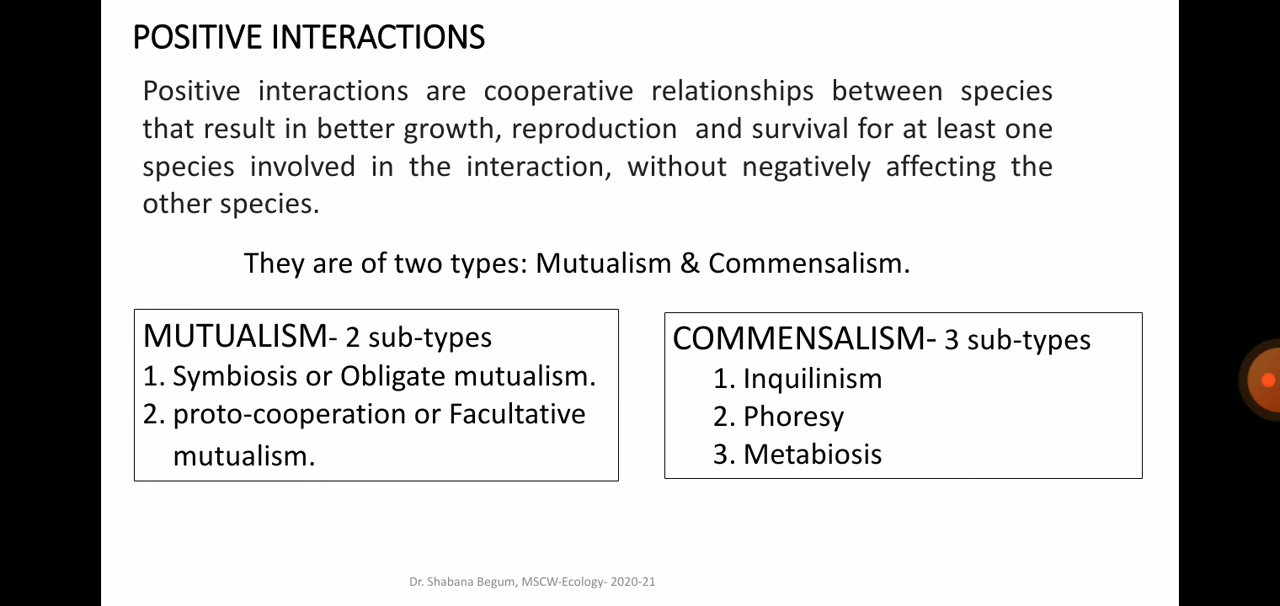 POSITIVE INTERACTIONS
Positive interactions are cooperative relationships between species
that result in better growth, reproduction and survival for at least one
species involved in the interaction, without negatively affecting the
other species.
They are of two types: Mutualism & Commensalism.
MUTUALISM- 2 sub-types
1. Symbiosis or Obligate mutualism.
2. proto-cooperation or Facultative
mutualism.
COMMENSALISM- 3 sub-types
1. Inquilinism
2. Phoresy
3. Metabiosis
Dr. Shabana Begum, MSCW-Ecology- 2020-21